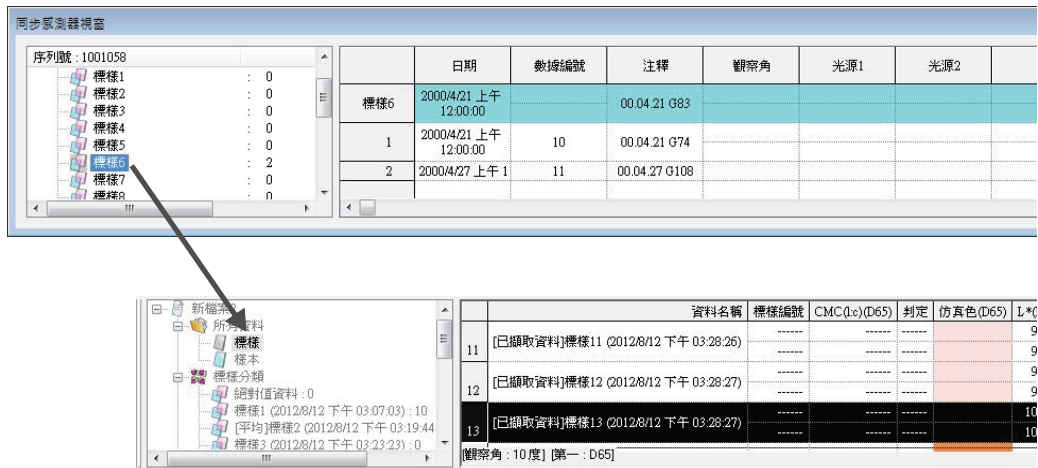 同步感測器視窗
序列號 : 1001058
標樣1 : 0
標樣2 : 0
標樣3 : 0
標樣4 : 0
標樣5 : 0
標樣6 : 2
標樣7 : 0
標樣8 : 0
日期 數據編號 注釋 觀察角 光源1 光源2
標樣6 2000/4/21 上午 12:00:00 00.04.21 G83
1 2000/4/21 上午 12:00:00 10 00.04.21 G74
2 2000/4/27 上午 1 11 00.04.27 G108
新檔案
所有資料
標樣
樣本
標樣分類
絕對值資料 : 0
標樣1 (2012/8/12 下午 03:07:03) : 10
[平均]標樣2 (2012/8/12 下午 03:19:44
標樣3 (2012/8/12 下午 03:23:23) : 0
資料名稱 標樣編號 CMC(l:c)(D65) 判定 仿真色(D65) L*(
11 [已擷取資料]標樣11 (2012/8/12 下午 03:28:26) ------ ------ ------ 9
------ ------ ------ 9
12 [已擷取資料]標樣12 (2012/8/12 下午 03:28:27) ------ ------ ------ 9
------ ------ ------ 9
13 [已擷取資料]標樣13 (2012/8/12 下午 03:28:27) ------ ------ ------ 10
------ ------ ------ 10
[觀察角 : 10度] [第一 : D65]